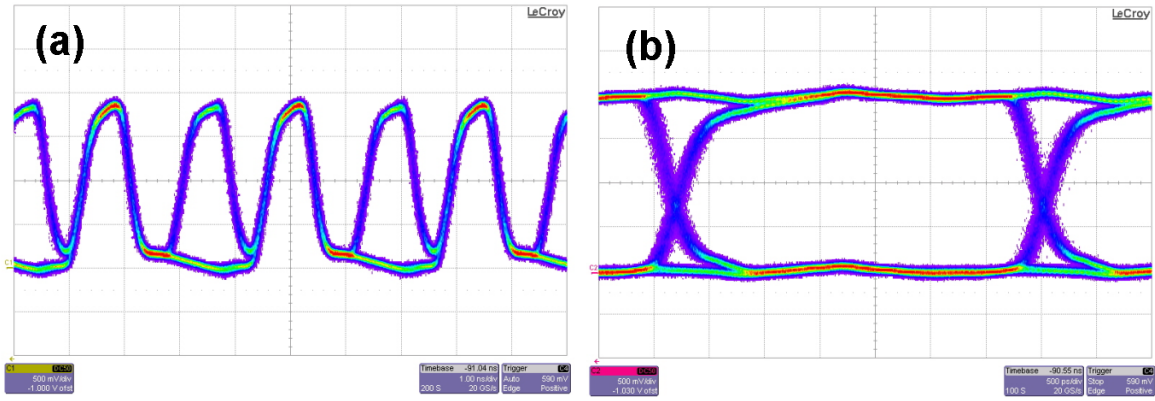 LeCroy
(a)
C1
C1 DC50
500 mV/div
-1.000 V ofst
Timebase -91.04 ns
1.00 ns/div
200 S 20 GS/s
Trigger C4
Auto 590 mV
Edge Positive
LeCroy
(b)
C2
C2 DC50
500 mV/div
-1.030 V ofst
Timebase -90.55 ns
500 ps/div
100 S 20 GS/s
Trigger C4
Stop 590 mV
Edge Positive